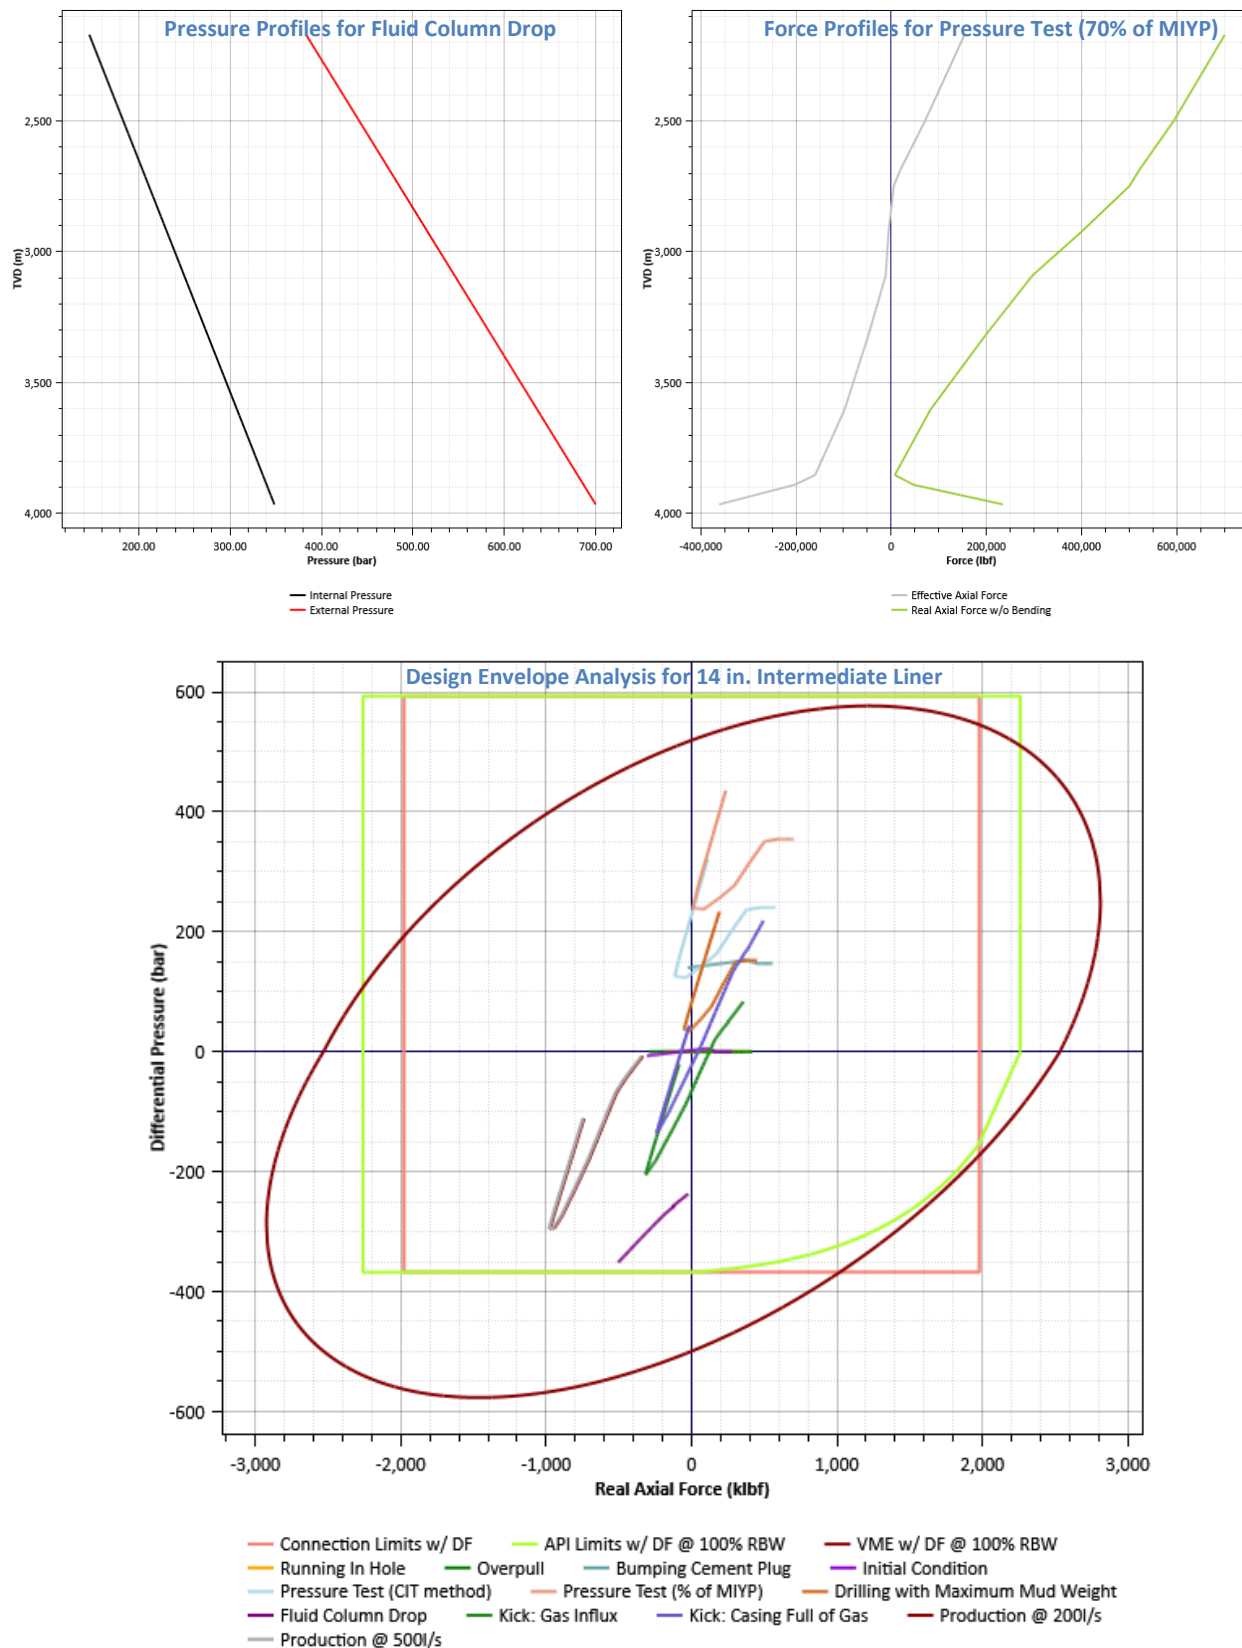 Pressure Profiles for Fluid Column Drop
2,500
3,000
3,500
4,000
TVD (m)
200.00 300.00 400.00 500.00 600.00 700.00
Pressure (bar)
Internal Pressure
External Pressure
Force Profiles for Pressure Test (70% of MIYP)
2,500
3,000
3,500
4,000
TVD (m)
-400,000 -200,000 0 200,000 400,000 600,000
Force (lbf)
Effective Axial Force
Real Axial Force w/o Bending
Design Envelope Analysis for 14 in. Intermediate Liner
600
400
200
0
-200
-400
-600
Differential Pressure (bar)
-3,000 -2,000 -1,000 0 1,000 2,000 3,000
Real Axial Force (klbf)
Connection Limits w/ DF API Limits w/ DF @ 100% RBW VME w/ DF @ 100% RBW
Running In Hole Overpull Bumping Cement Plug Initial Condition
Pressure Test (CIT method) Pressure Test (% of MIYP) Drilling with Maximum Mud Weight
Fluid Column Drop Kick: Gas Influx Kick: Casing Full of Gas Production @ 200l/s
Production @ 500l/s